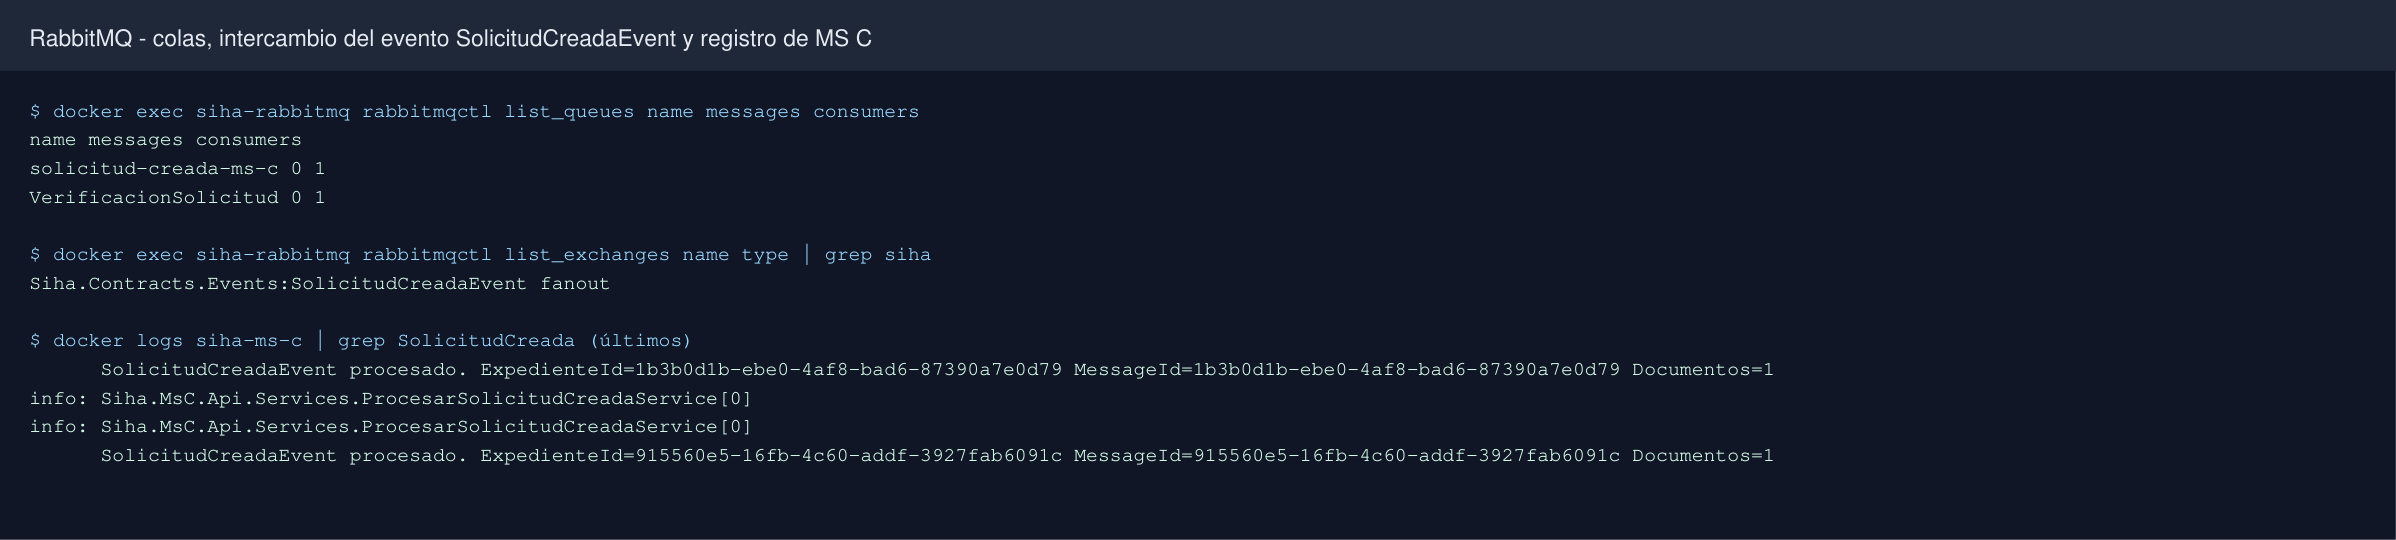 RabbitMQ - colas, intercambio del evento SolicitudCreadaEvent y registro de MS C
$ docker exec siha-rabbitmq rabbitmqctl list_queues name messages consumers
name messages consumers
solicitud-creada-ms-c 0 1
VerificacionSolicitud 0 1
$ docker exec siha-rabbitmq rabbitmqctl list_exchanges name type | grep siha
Siha.Contracts.Events:SolicitudCreadaEvent fanout
$ docker logs siha-ms-c | grep SolicitudCreada (últimos)
SolicitudCreadaEvent procesado. ExpedienteId=1b3b0d1b-ebe0-4af8-bad6-87390a7e0d79 MessageId=1b3b0d1b-ebe0-4af8-bad6-87390a7e0d79 Documentos=1
info: Siha.MsC.Api.Services.ProcesarSolicitudCreadaService[0]
info: Siha.MsC.Api.Services.ProcesarSolicitudCreadaService[0]
SolicitudCreadaEvent procesado. ExpedienteId=915560e5-16fb-4c60-addf-3927fab6091c MessageId=915560e5-16fb-4c60-addf-3927fab6091c Documentos=1